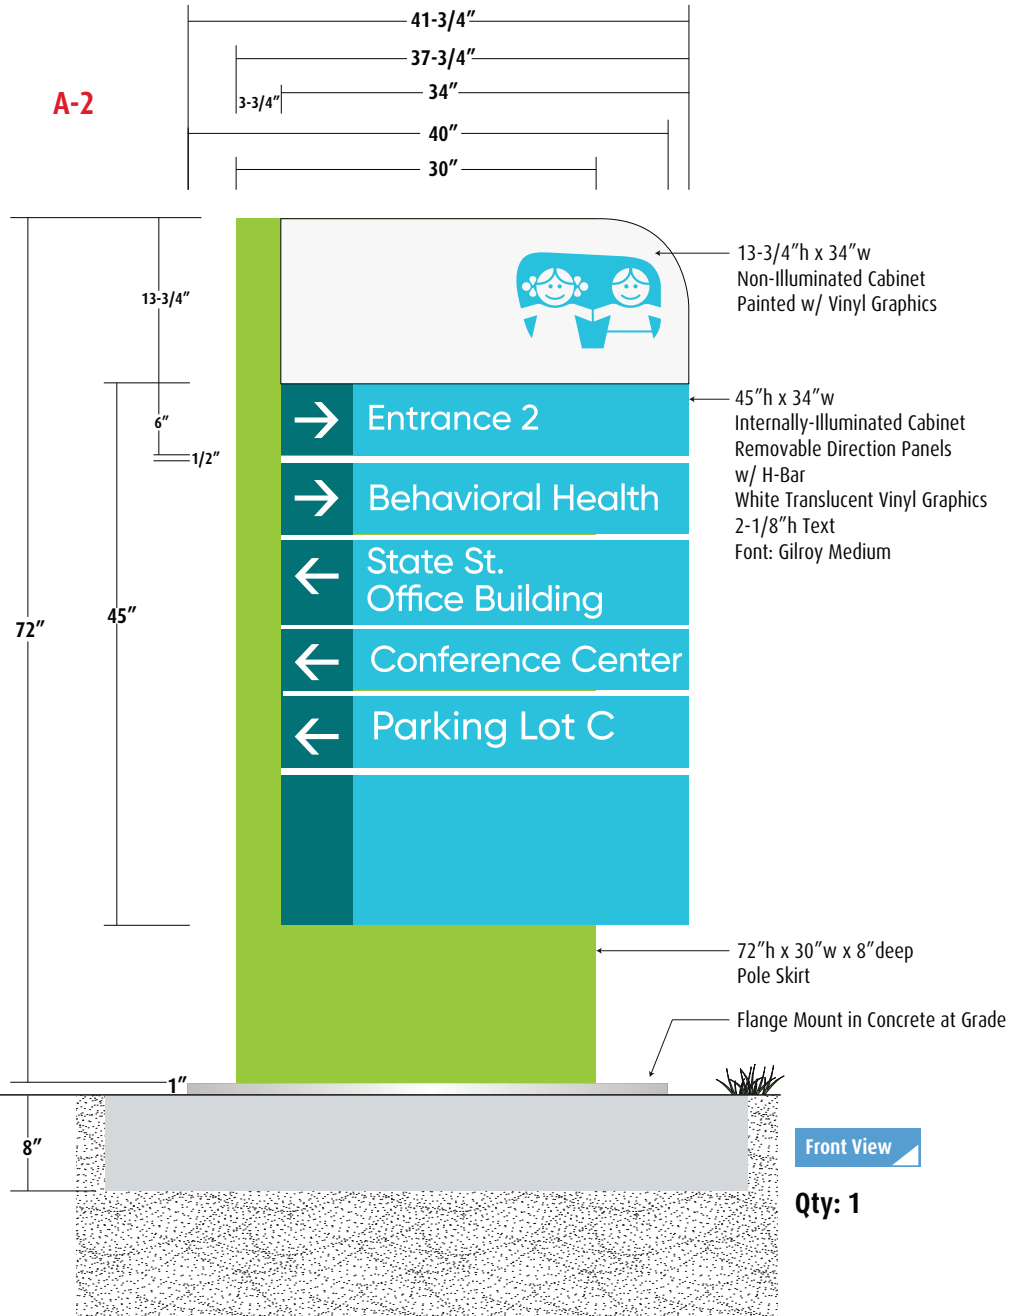 41-3/4"
37-3/4"
A-2
3-3/4"
34"
40"
30"
13-3/4"
6"
1/2"
72"
45"
1"
8"
Entrance 2
Behavioral Health
State St.
Office Building
Conference Center
Parking Lot C
13-3/4"h x 34"w
Non-Illuminated Cabinet
Painted w/ Vinyl Graphics
45"h x 34"w
Internally-Illuminated Cabinet
Removable Direction Panels
w/ H-Bar
White Translucent Vinyl Graphics
2-1/8"h Text
Font: Gilroy Medium
72"h x 30"w x 8"deep
Pole Skirt
Flange Mount in Concrete at Grade
Front View
Qty: 1